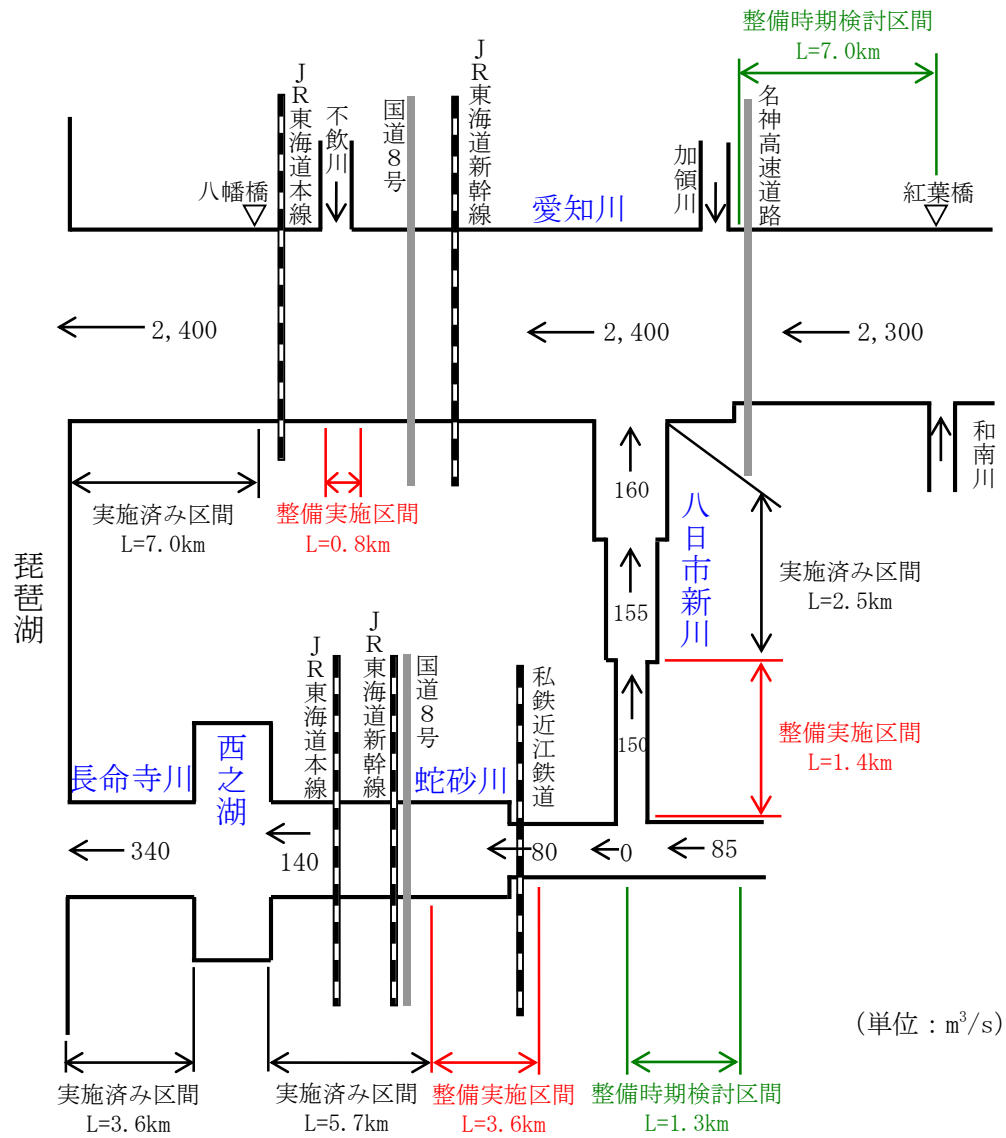 整備時期検討区間
L=7.0km
ＪＲ東海道本線
不飲川
国道８号
ＪＲ東海道新幹線
加領川
名神高速道路
八幡橋
愛知川
紅葉橋
2,400
2,400
2,300
和南川
160
実施済み区間
L=7.0km
整備実施区間
L=0.8km
八日市新川
琵琶湖
実施済み区間
L=2.5km
155
ＪＲ東海道本線
ＪＲ東海道新幹線
国道８号
私鉄近江鉄道
150
整備実施区間
L=1.4km
長命寺川
西之湖
蛇砂川
340
140
80
0
85
(単位：m³/s)
実施済み区間
L=3.6km
実施済み区間
L=5.7km
整備実施区間
L=3.6km
整備時期検討区間
L=1.3km